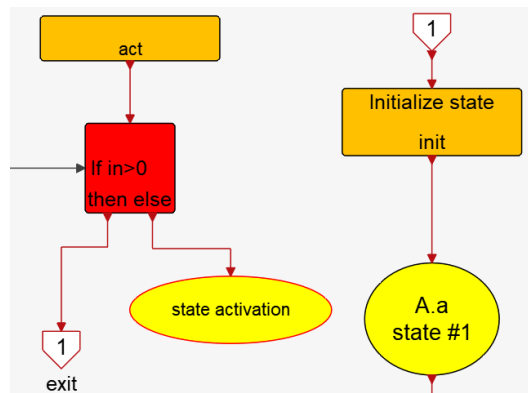 act
If in>0
then else
state activation
1
exit
1
Initialize state
init
A.a
state #1